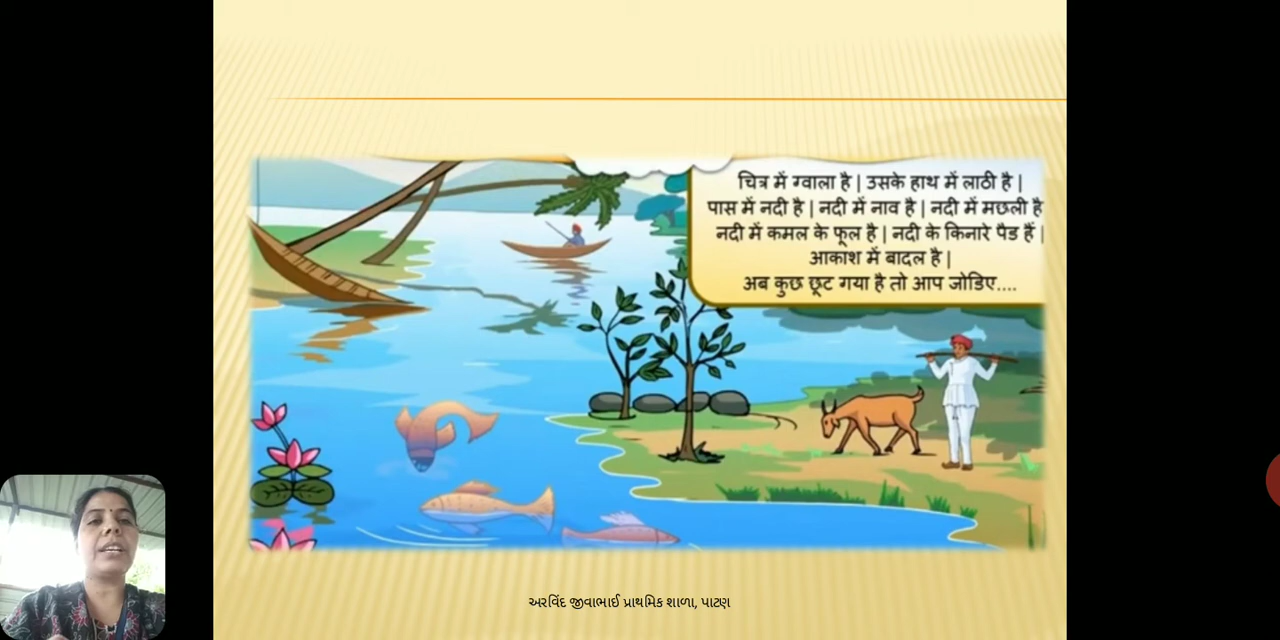 चित्र में ग्वाला है | उसके हाथ में लाठी है |
पास में नदी है | नदी में नाव है | नदी में मछली है
नदी में कमल के फूल है | नदी के किनारे पैड हैं |
आकाश में बादल है |
अब कुछ छूट गया है तो आप जोडिए....
અરવિંદ જીવાભાઈ પ્રાથમિક શાળા, પાટણ